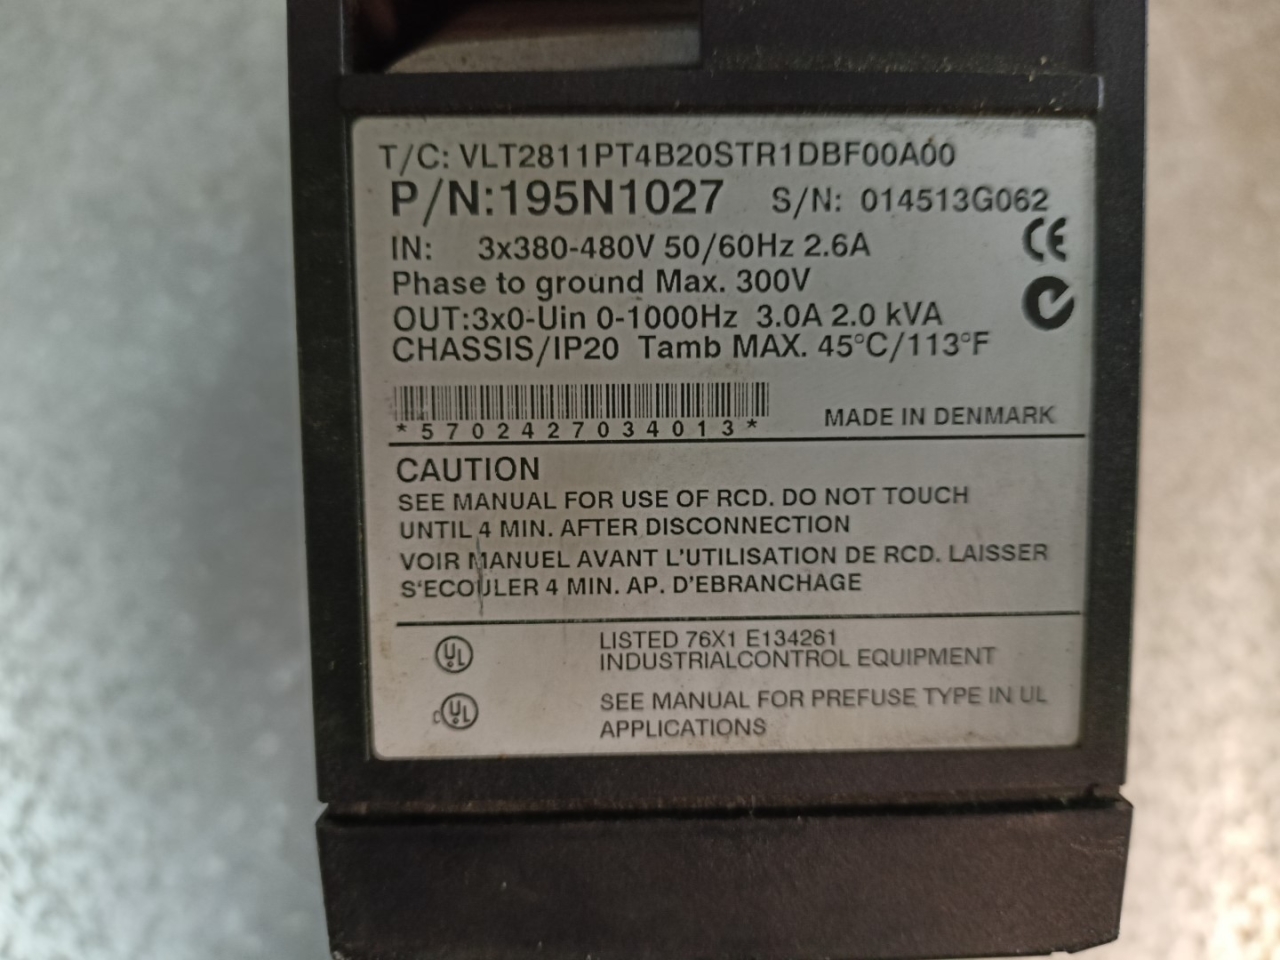 T/C: VLT2811PT4B20STR1DBF00A00
P/N:195N1027 S/N: 014513G062
IN: 3x380-480V 50/60Hz 2.6A
CE
Phase to ground Max. 300V
OUT:3x0-Uin 0-1000Hz 3.0A 2.0 kVA
CHASSIS/IP20 Tamb MAX. 45°C/113°F
*5702427034013*
MADE IN DENMARK
CAUTION
SEE MANUAL FOR USE OF RCD. DO NOT TOUCH
UNTIL 4 MIN. AFTER DISCONNECTION
VOIR MANUEL AVANT L'UTILISATION DE RCD. LAISSER
S'ECOULER 4 MIN. AP. D'EBRANCHAGE
UL
LISTED 76X1 E134261
INDUSTRIALCONTROL EQUIPMENT
c UL
SEE MANUAL FOR PREFUSE TYPE IN UL
APPLICATIONS